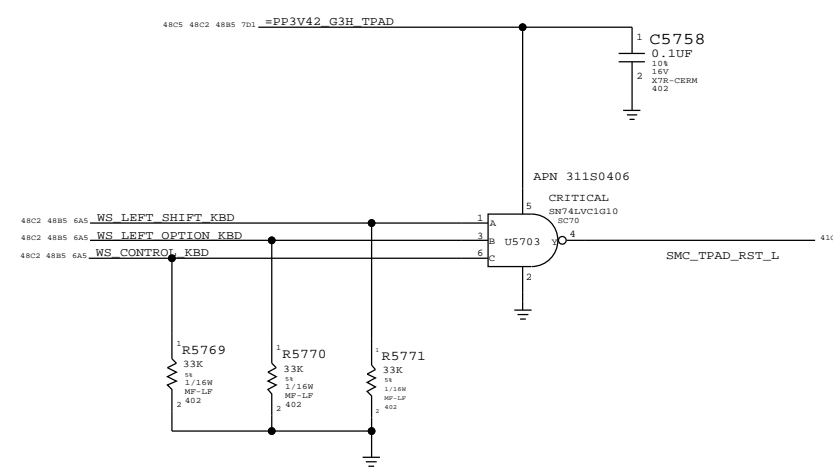 48C5 48C2 48B5 7D1 =PP3V42_G3H_TPAD
1 C5758
0.1UF
10%
16V
2 X7R-CERM
402
APN 311S0406
5 CRITICAL
SN74LVC1G10
SC70
48C2 48B5 6A5 WS_LEFT_SHIFT_KBD 1 A
48C2 48B5 6A5 WS_LEFT_OPTION_KBD 3 B U5703 Y 4
48C2 48B5 6A5 WS_CONTROL_KBD 6 C
SMC_TPAD_RST_L
2
1 R5769
33K
5%
1/16W
MF-LF
2 402
1 R5770
33K
5%
1/16W
MF-LF
2 402
1 R5771
33K
5%
1/16W
MF-LF
2 402